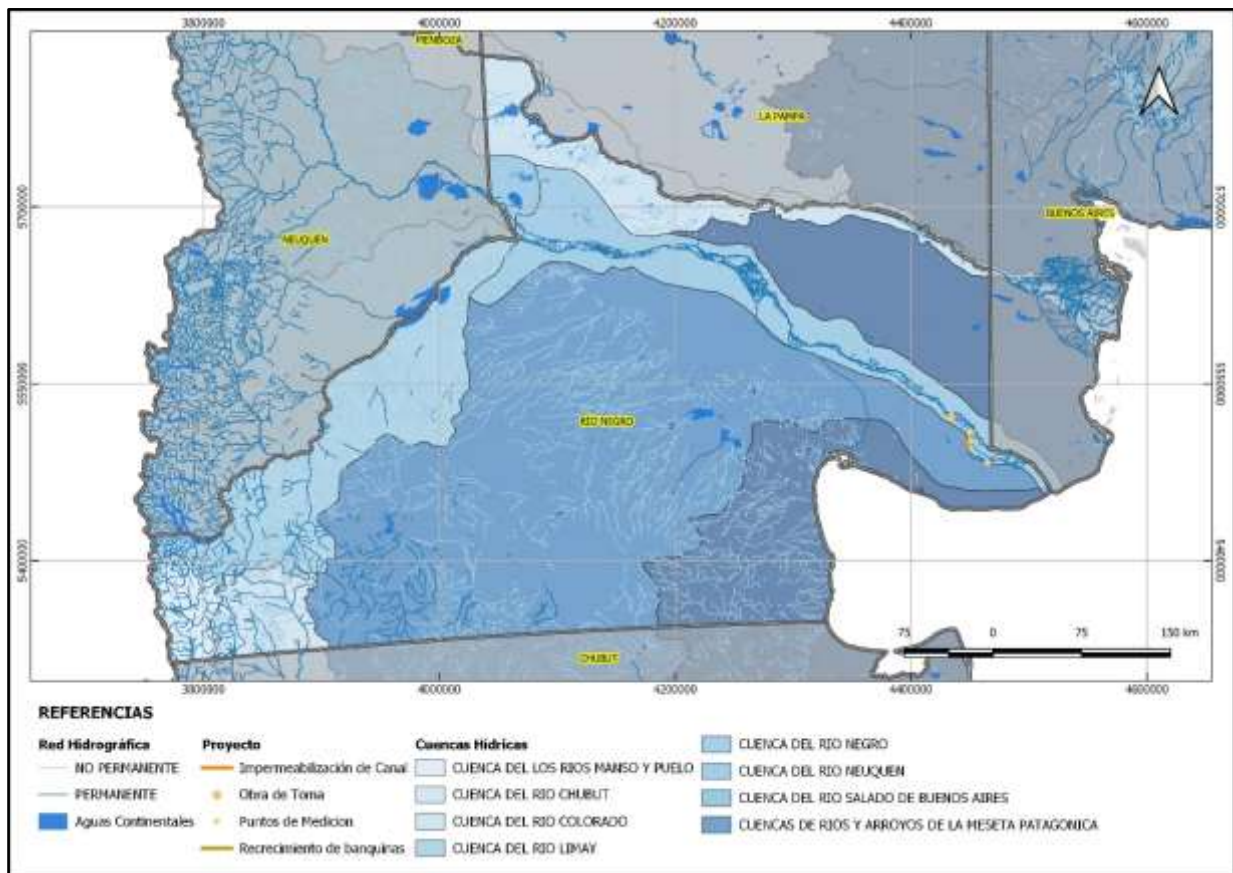 3800000 4000000 4200000 4400000 4600000
MENDOZA
LA PAMPA
5700000 5700000
BUENOS AIRES
NEUQUEN
5550000 5550000
RIO NEGRO
5400000 5400000
75 0 75 150 km
CHUBUT
3800000 4000000 4200000 4400000 4600000
REFERENCIAS
Red Hidrográfica
NO PERMANENTE
PERMANENTE
Aguas Continentales
Proyecto
Impermeabilización de Canal
Obra de Toma
Puntos de Medicion
Recrecimiento de banquinas
Cuencas Hídricas
CUENCA DEL LOS RIOS MANSO Y PUELO
CUENCA DEL RIO CHUBUT
CUENCA DEL RIO COLORADO
CUENCA DEL RIO LIMAY
CUENCA DEL RIO NEGRO
CUENCA DEL RIO NEUQUEN
CUENCA DEL RIO SALADO DE BUENOS AIRES
CUENCAS DE RIOS Y ARROYOS DE LA MESETA PATAGONICA